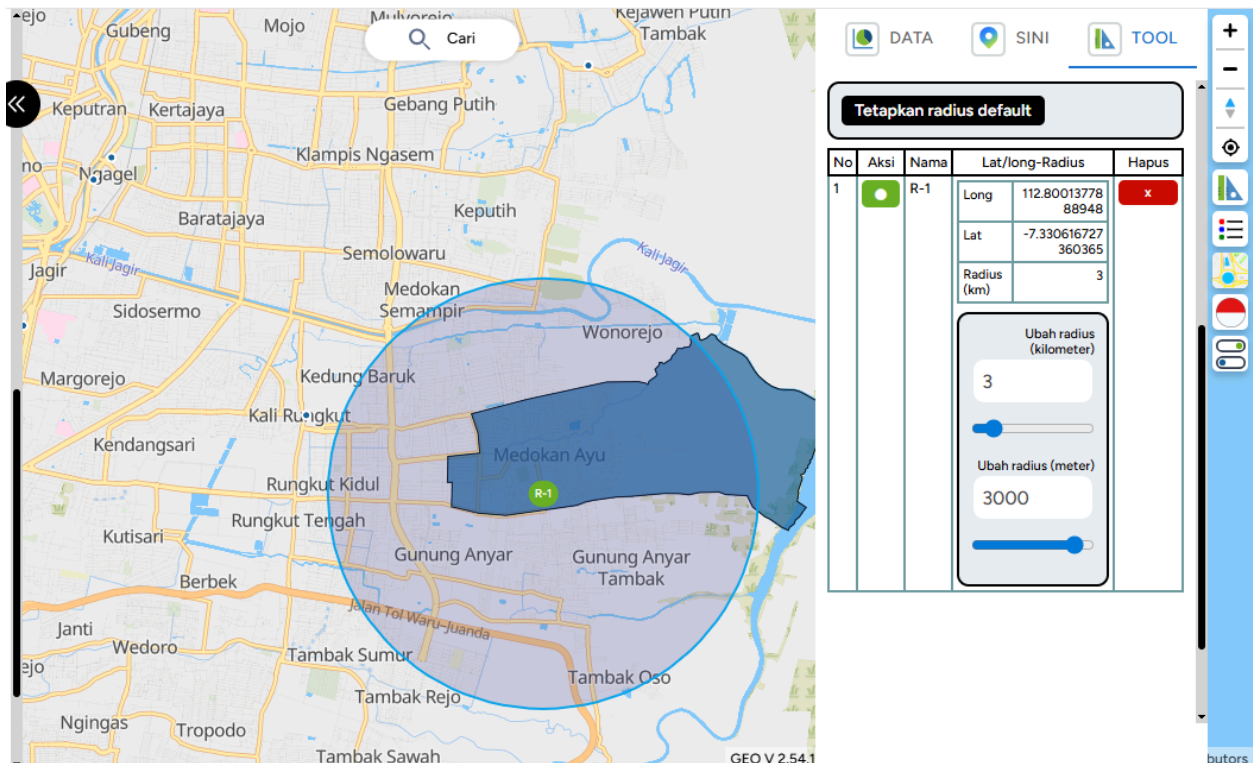 Gubeng
Mojo
Mulyorejo
Kejawen Putih
Tambak
Cari
Keputran
Kertajaya
Gebang Putih
Klampis Ngasem
Ngagel
Baratajaya
Keputih
Semolowaru
Kali Jagir
Kali Jagir
Jagir
Medokan
Semampir
Sidosermo
Wonorejo
Margorejo
Kedung Baruk
Kali Rungkut
Kendangsari
Medokan Ayu
Rungkut Kidul
R-1
Rungkut Tengah
Kutisari
Gunung Anyar
Gunung Anyar
Tambak
Berbek
Jalan Tol Waru-Juanda
Janti
Wedoro
Tambak Sumur
Tambak Oso
Tambak Rejo
Ngingas
Tropodo
Tambak Sawah
GEO V 2.54.1
DATA
SINI
TOOL
Tetapkan radius default
No Aksi Nama Lat/long-Radius Hapus
1 R-1 x
Long 112.80013778
88948
Lat -7.330616727
360365
Radius
(km) 3
Ubah radius
(kilometer)
3
Ubah radius (meter)
3000
+
−
butors